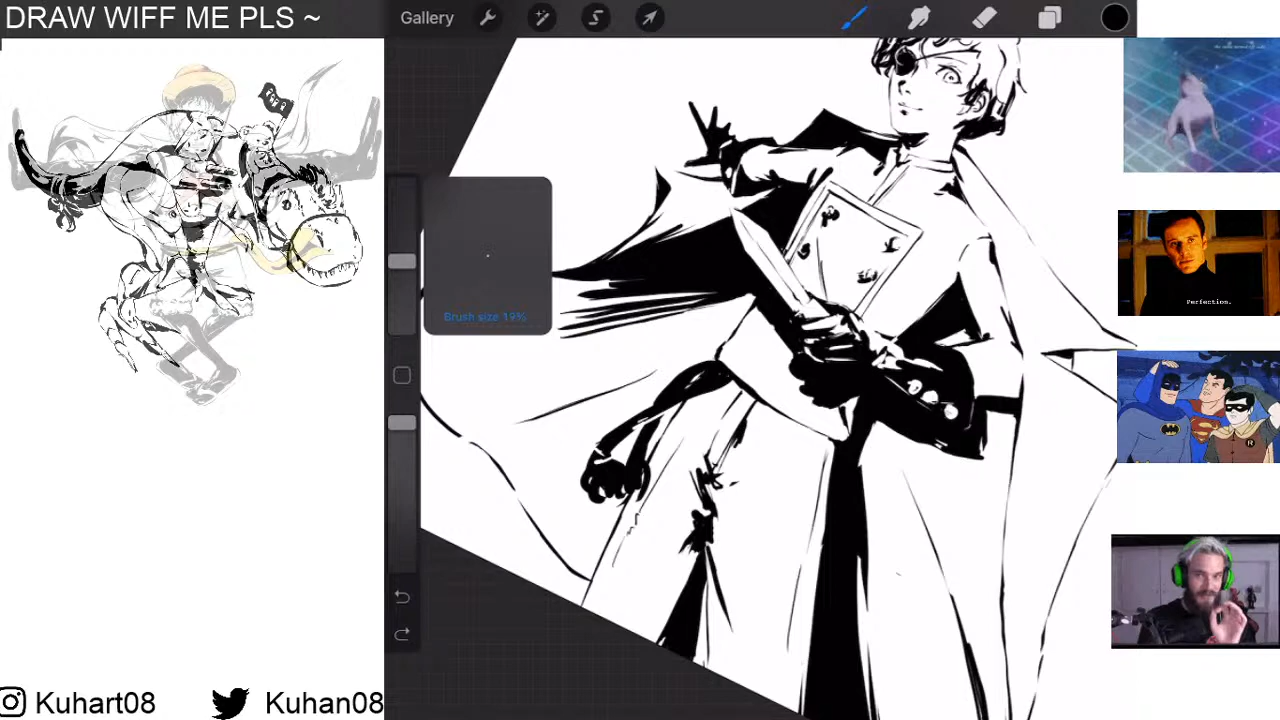 DRAW WIFF ME PLS ~
Gallery
Brush size 19%
Perfection.
R
Kuhart08
Kuhan08